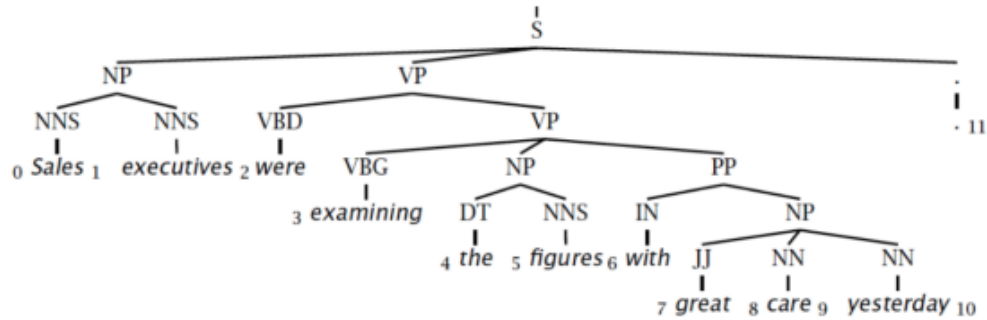 S
NP VP .
NNS NNS VBD VP . 11
0 Sales 1 executives 2 were VBG NP PP
3 examining DT NNS IN NP
4 the 5 figures 6 with JJ NN NN
7 great 8 care 9 yesterday 10